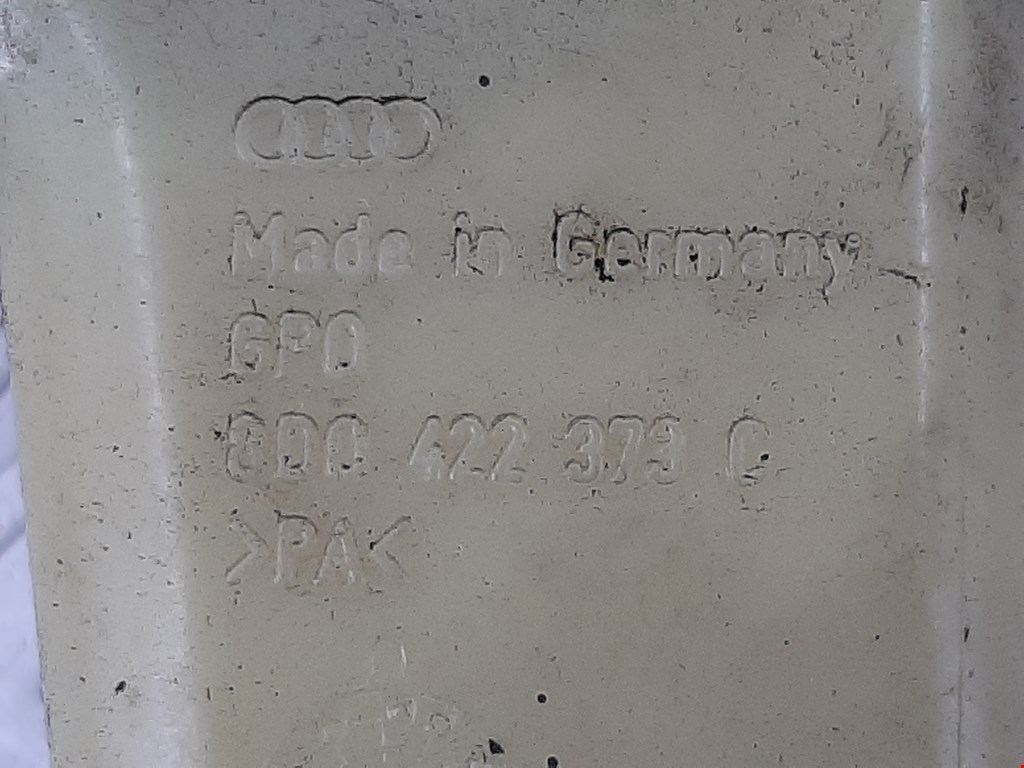 Made in Germany
GPO
8D0 422 373 C
>PA<